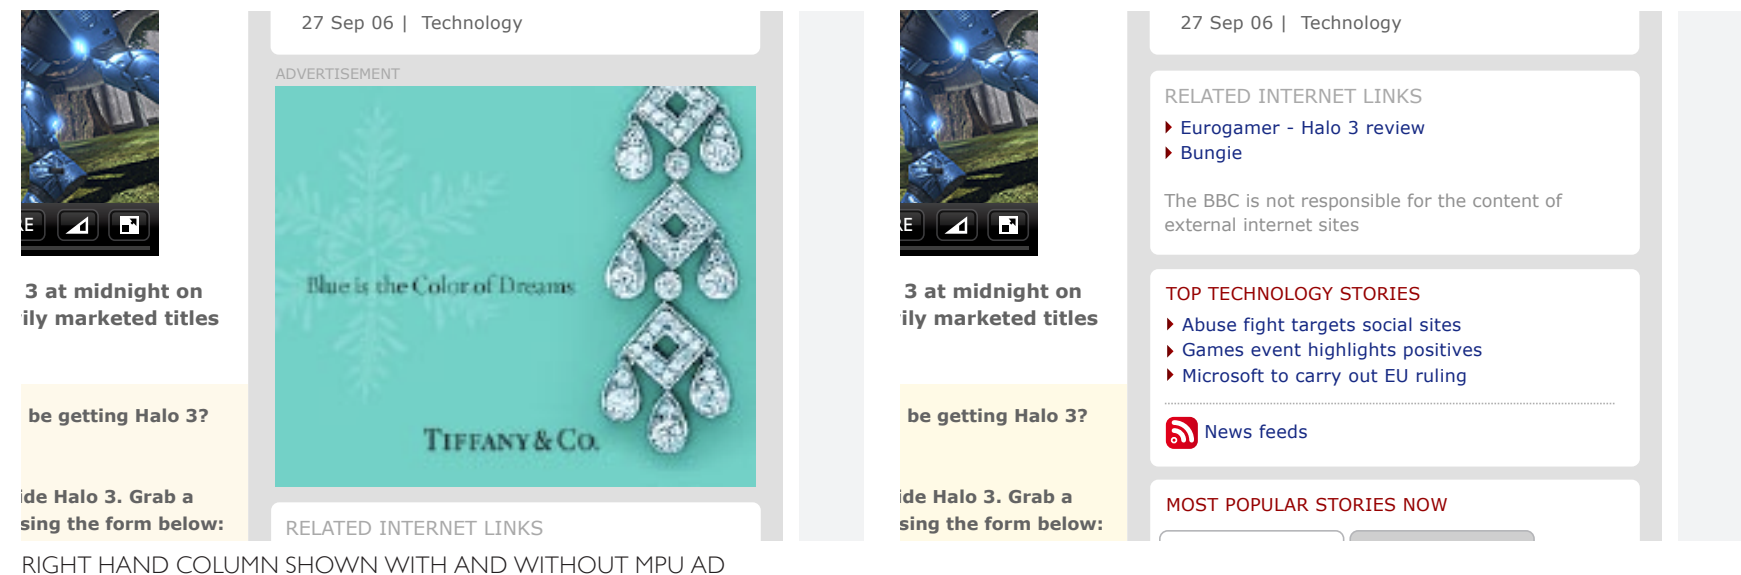 27 Sep 06 | Technology
ADVERTISEMENT
Blue is the Color of Dreams
TIFFANY & CO.
RE
3 at midnight on
ily marketed titles
be getting Halo 3?
ide Halo 3. Grab a
sing the form below:
RELATED INTERNET LINKS
27 Sep 06 | Technology
RE
3 at midnight on
ily marketed titles
be getting Halo 3?
ide Halo 3. Grab a
sing the form below:
RELATED INTERNET LINKS
Eurogamer - Halo 3 review
Bungie
The BBC is not responsible for the content of
external internet sites
TOP TECHNOLOGY STORIES
Abuse fight targets social sites
Games event highlights positives
Microsoft to carry out EU ruling
News feeds
MOST POPULAR STORIES NOW
RIGHT HAND COLUMN SHOWN WITH AND WITHOUT MPU AD